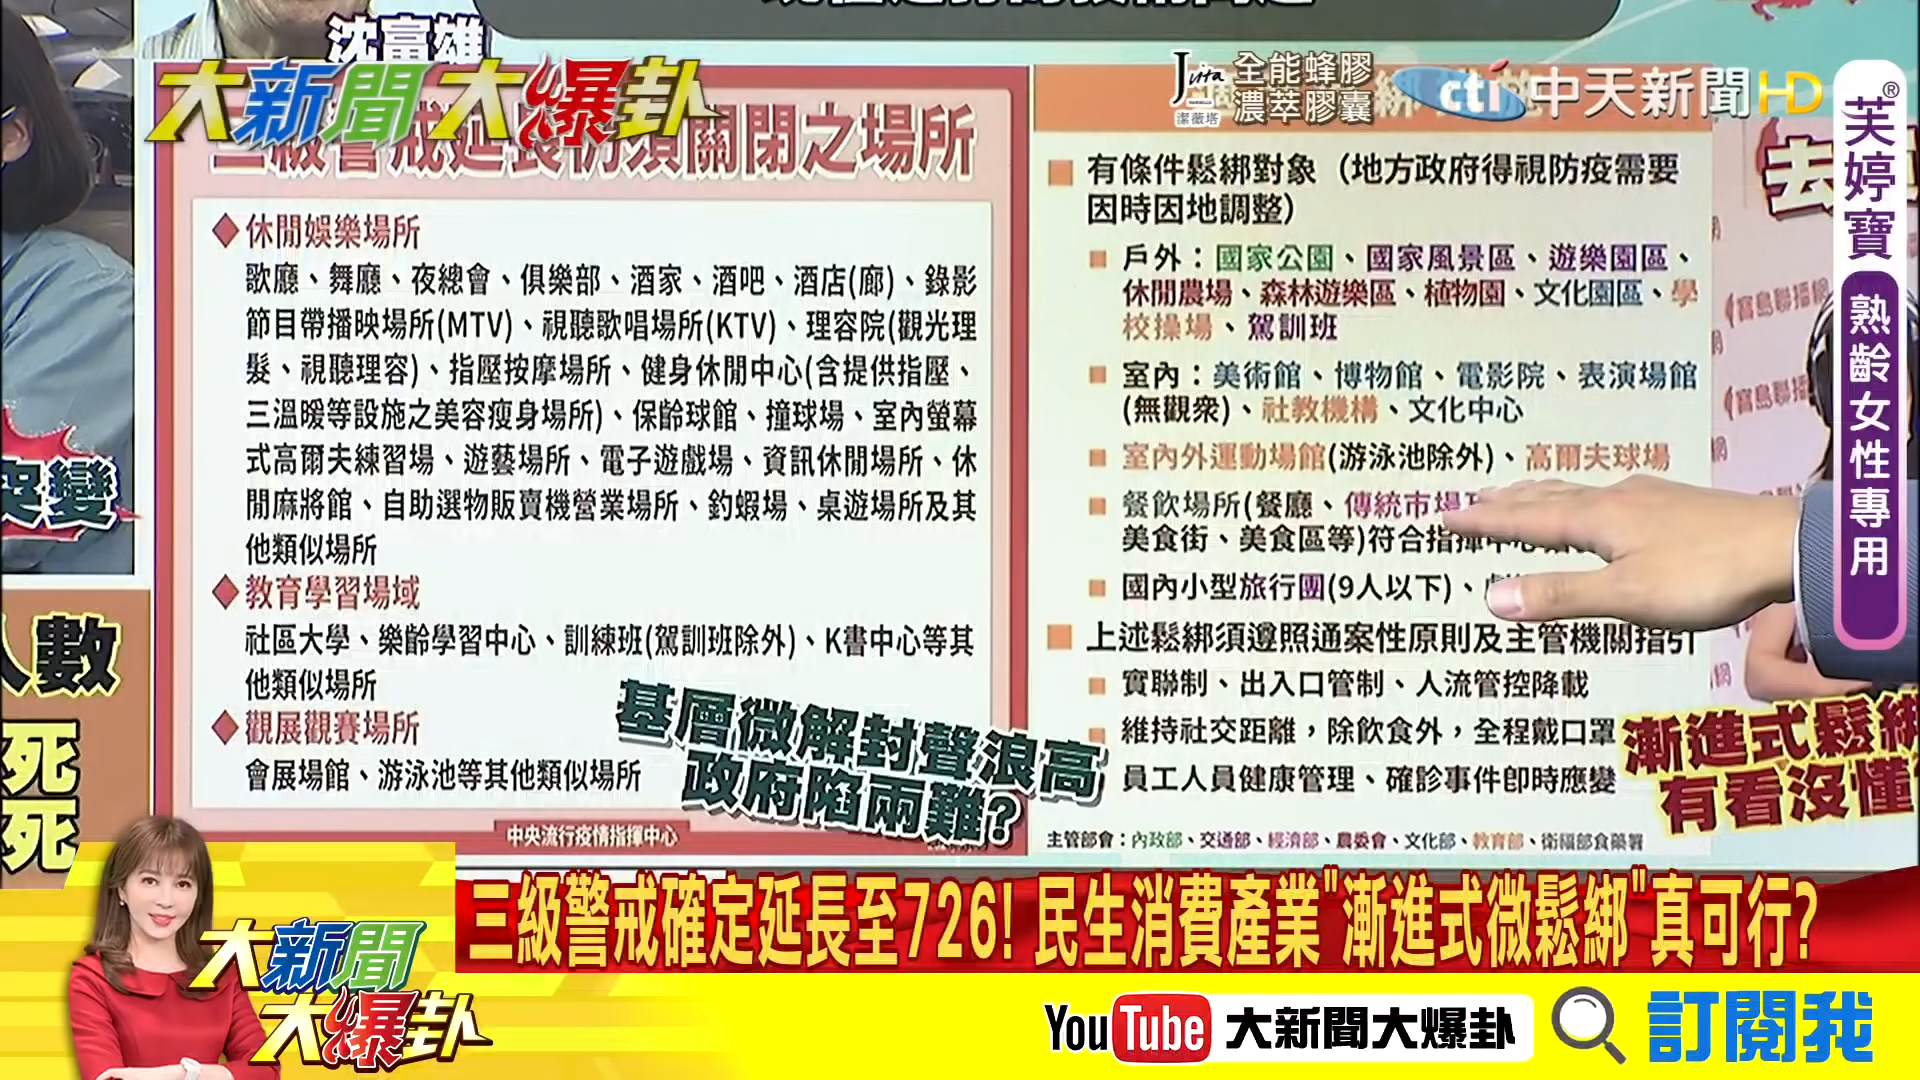 沈富雄
大新聞大爆卦
三級警戒延長仍須關閉之場所
◆休閒娛樂場所
歌廳、舞廳、夜總會、俱樂部、酒家、酒吧、酒店(廊)、錄影
節目帶播映場所(MTV)、視聽歌唱場所(KTV)、理容院(觀光理
髮、視聽理容)、指壓按摩場所、健身休閒中心(含提供指壓、
三溫暖等設施之美容瘦身場所)、保齡球館、撞球場、室內螢幕
式高爾夫練習場、遊藝場所、電子遊戲場、資訊休閒場所、休
閒麻將館、自助選物販賣機營業場所、釣蝦場、桌遊場所及其
他類似場所
◆教育學習場域
社區大學、樂齡學習中心、訓練班(駕訓班除外)、K書中心等其
他類似場所
◆觀展觀賽場所
會展場館、游泳池等其他類似場所
中央流行疫情指揮中心
基層微解封聲浪高
政府陷兩難?
Jvita
潔薇塔
全能蜂膠
濃萃膠囊
綁
cti中天新聞HD
有條件鬆綁對象（地方政府得視防疫需要
因時因地調整）
戶外：國家公園、國家風景區、遊樂園區、
休閒農場、森林遊樂區、植物園、文化園區、學
校操場、駕訓班
室內：美術館、博物館、電影院、表演場館
(無觀眾)、社教機構、文化中心
室內外運動場館(游泳池除外)、高爾夫球場
餐飲場所(餐廳、傳統市場
美食街、美食區等)符合指揮中心
國內小型旅行團(9人以下)、
上述鬆綁須遵照通案性原則及主管機關指引
實聯制、出入口管制、人流管控降載
維持社交距離，除飲食外，全程戴口罩
員工人員健康管理、確診事件即時應變
主管部會：內政部、交通部、經濟部、農委會、文化部、教育部、衛福部食藥署
去
寶島聯播網
寶島聯播
漸進式鬆綁
有看沒懂
芙婷寶®
熟齡女性專用
突變
人數
死
死
三級警戒確定延長至726! 民生消費產業"漸進式微鬆綁"真可行?
大新聞
大爆卦
YouTube 大新聞大爆卦
訂閱我